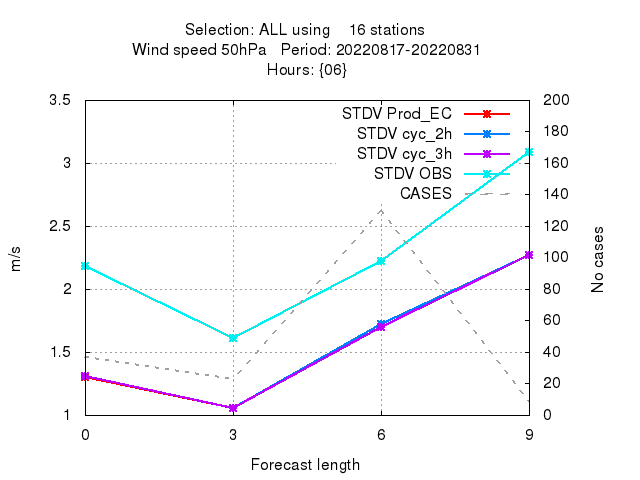 Selection: ALL using    16 stations
Wind speed 50hPa   Period: 20220817-20220831
Hours: {06}
3.5
3
2.5
2
1.5
1
200
180
160
140
120
100
80
60
40
20
0
STDV Prod_EC
STDV cyc_2h
STDV cyc_3h
STDV OBS
CASES
m/s
No cases
0
3
6
9
Forecast length